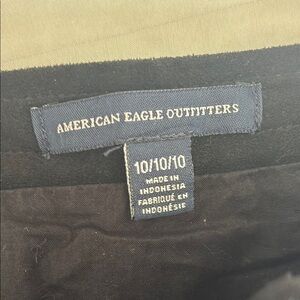 AMERICAN EAGLE OUTFITTERS
10/10/10
MADE IN
INDONESIA
FABRIQUÉ EN
INDONÉSIE